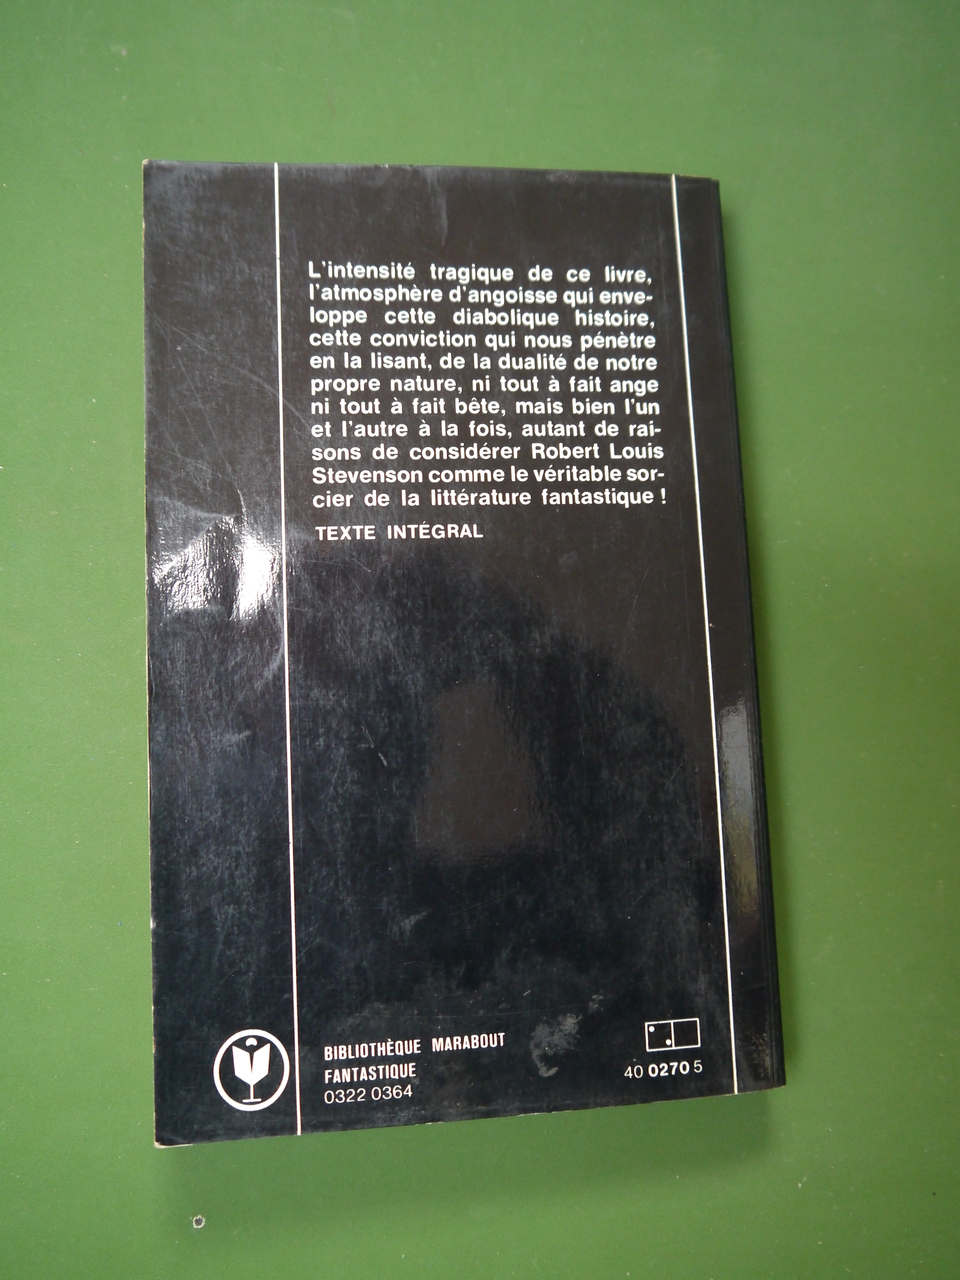 L'intensité tragique de ce livre,
l'atmosphère d'angoisse qui enve-
loppe cette diabolique histoire,
cette conviction qui nous pénètre
en la lisant, de la dualité de notre
propre nature, ni tout à fait ange
ni tout à fait bête, mais bien l'un
et l'autre à la fois, autant de rai-
sons de considérer Robert Louis
Stevenson comme le véritable sor-
cier de la littérature fantastique !
TEXTE INTÉGRAL
BIBLIOTHÈQUE MARABOUT
FANTASTIQUE
0322 0364
40 0270 5